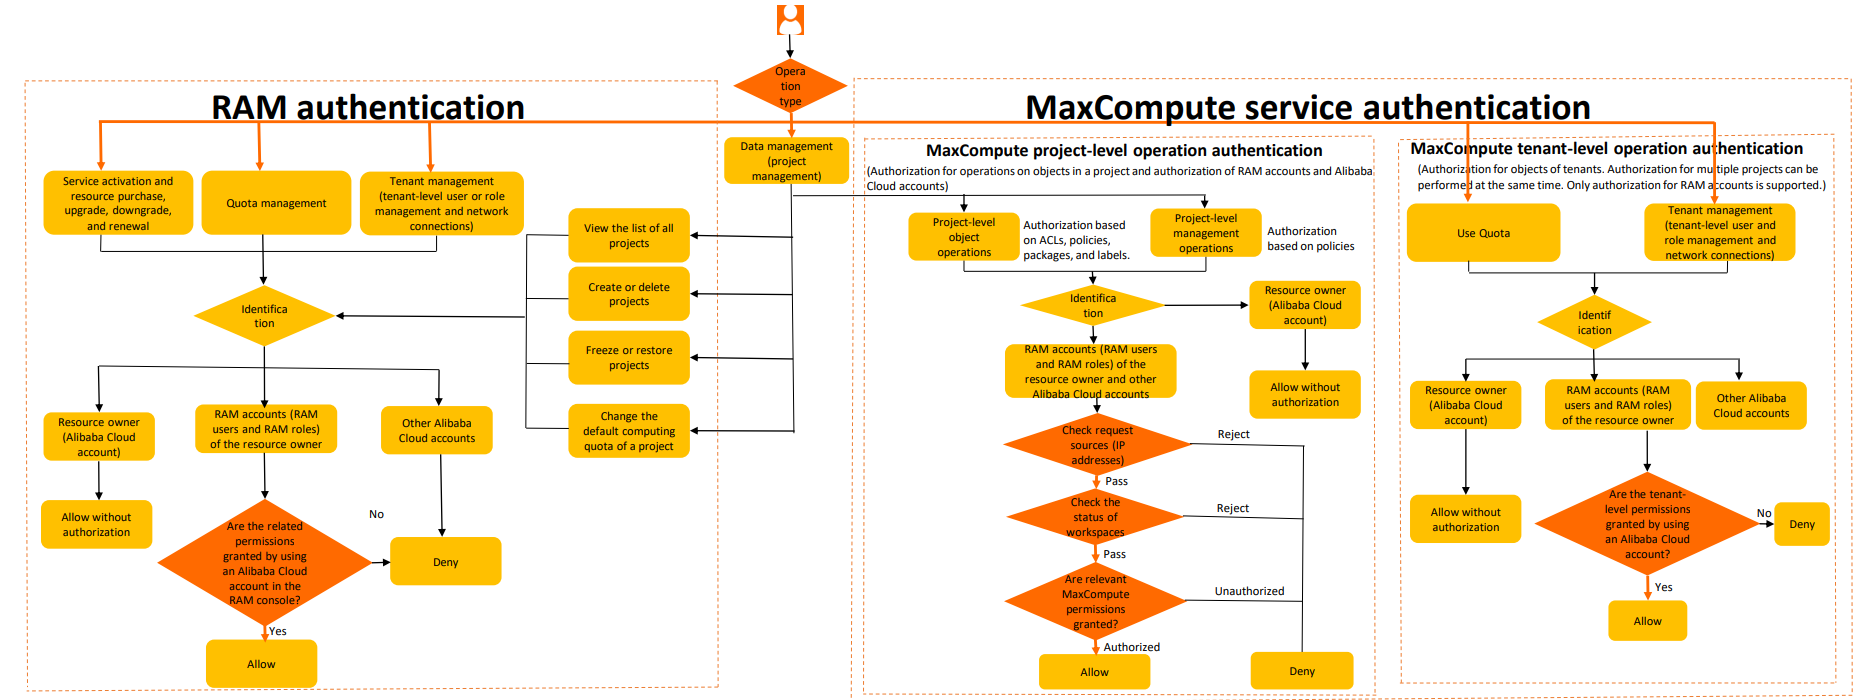 Opera
tion
type
RAM authentication
Service activation and
resource purchase,
upgrade, downgrade,
and renewal
Quota management
Tenant management
(tenant-level user or role
management and network
connections)
Data management
(project
management)
View the list of all
projects
Create or delete
projects
Freeze or restore
projects
Change the
default computing
quota of a project
Identifica
tion
Resource owner
(Alibaba Cloud
account)
RAM accounts (RAM
users and RAM roles)
of the resource owner
Other Alibaba
Cloud accounts
Allow without
authorization
Are the related
permissions
granted by using
an Alibaba Cloud
account in the
RAM console?
No
Deny
Yes
Allow
MaxCompute service authentication
MaxCompute project-level operation authentication
(Authorization for operations on objects in a project and authorization of RAM accounts and Alibaba
Cloud accounts)
Project-level
object
operations
Authorization based
on ACLs, policies,
packages, and labels.
Project-level
management
operations
Authorization
based on policies
Identifica
tion
Resource owner
(Alibaba Cloud
account)
Allow without
authorization
RAM accounts (RAM users
and RAM roles) of the
resource owner and other
Alibaba Cloud accounts
Check request
sources (IP
addresses)
Reject
Pass
Check the
status of
workspaces
Reject
Pass
Are relevant
MaxCompute
permissions
granted?
Unauthorized
Authorized
Allow
Deny
MaxCompute tenant-level operation authentication
(Authorization for objects of tenants. Authorization for multiple projects can be
performed at the same time. Only authorization for RAM accounts is supported.)
Use Quota
Tenant management
(tenant-level user and
role management and
network connections)
Identif
ication
Resource owner
(Alibaba Cloud
account)
RAM accounts (RAM
users and RAM roles)
of the resource owner
Other Alibaba
Cloud accounts
Allow without
authorization
Are the tenant-
level permissions
granted by using
an Alibaba Cloud
account?
No
Deny
Yes
Allow